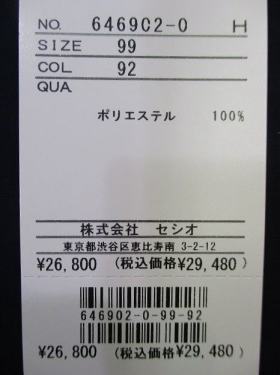 NO. 646902-0 H
SIZE 99
COL 92
QUA
ポリエステル 100%
株式会社 セシオ
東京都渋谷区恵比寿南 3-2-12
¥26,800 (税込価格¥29,480)
646902-0-99-92
¥26,800 (税込価格¥29,480)